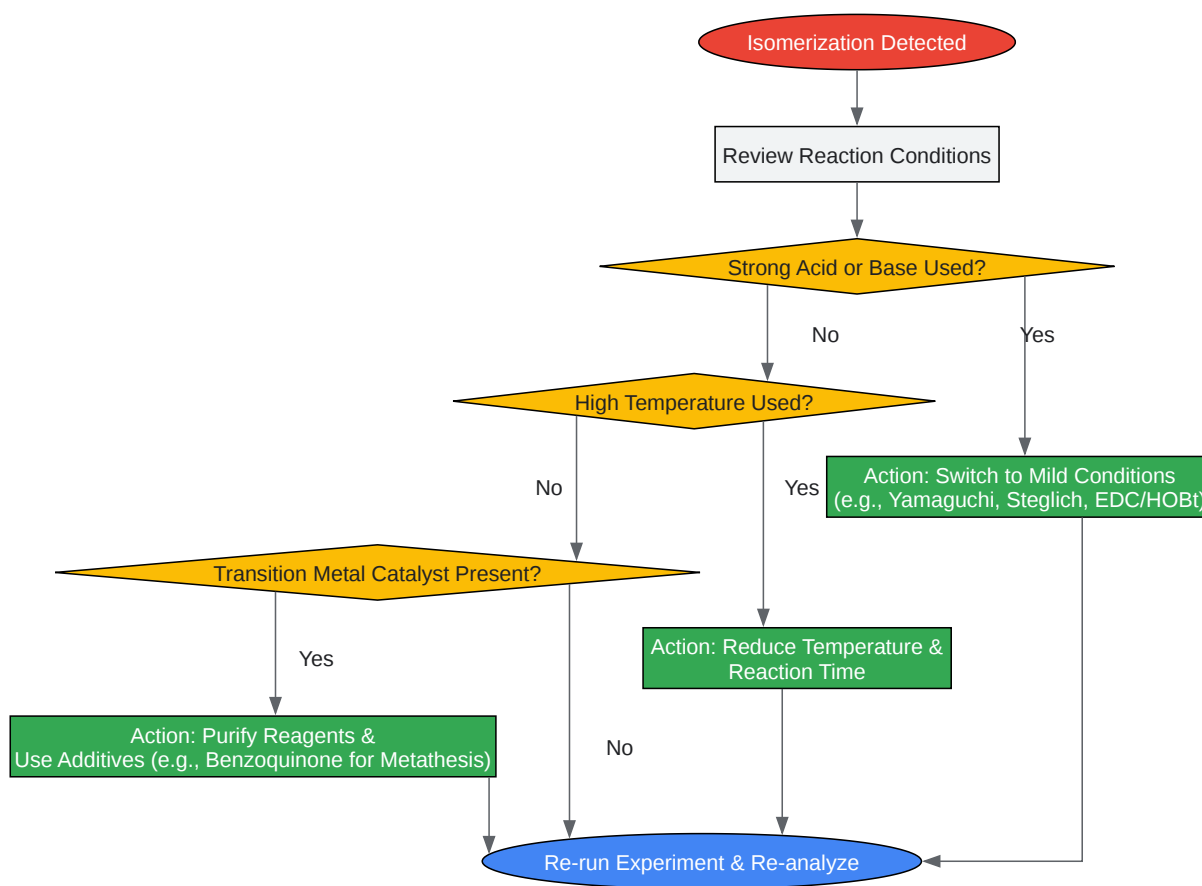 Isomerization Detected
Review Reaction Conditions
Strong Acid or Base Used?
No
Yes
High Temperature Used?
Action: Switch to Mild Conditions
(e.g., Yamaguchi, Steglich, EDC/HOBt)
No
Yes
Transition Metal Catalyst Present?
Action: Reduce Temperature &
Reaction Time
Yes
Action: Purify Reagents &
Use Additives (e.g., Benzoquinone for Metathesis)
No
Re-run Experiment & Re-analyze